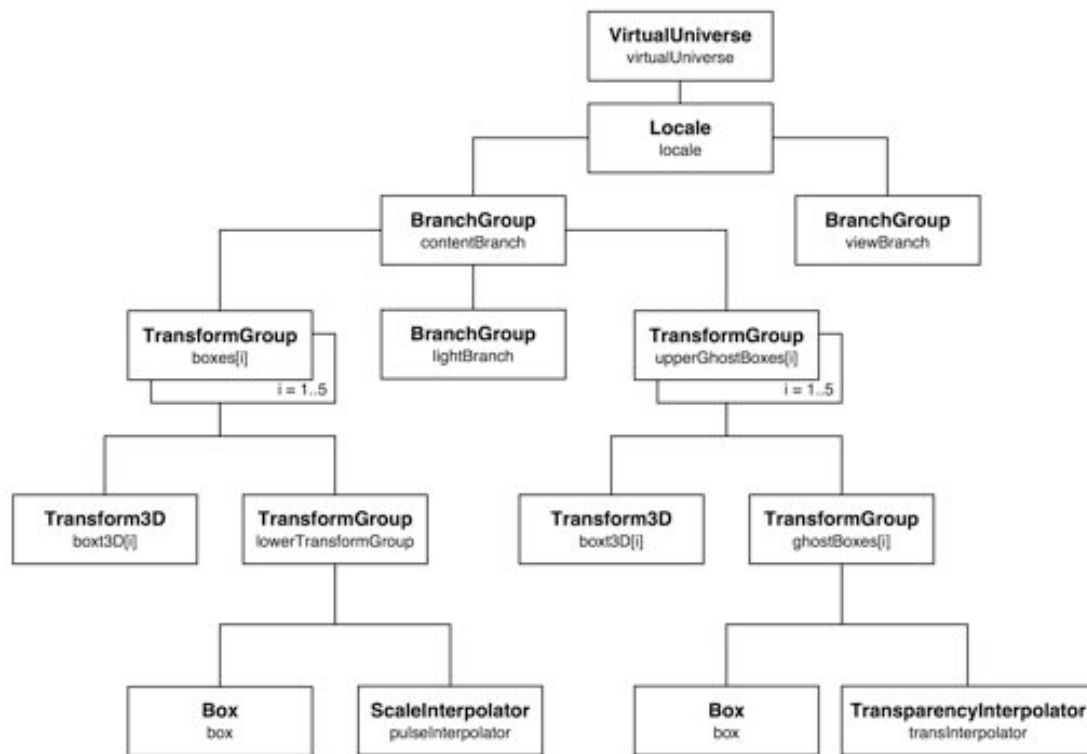 VirtualUniverse
virtualUniverse
Locale
locale
BranchGroup
contentBranch
BranchGroup
viewBranch
TransformGroup
boxes[i]
i = 1..5
BranchGroup
lightBranch
TransformGroup
upperGhostBoxes[i]
i = 1..5
Transform3D
boxt3D[i]
TransformGroup
lowerTransformGroup
Transform3D
boxt3D[i]
TransformGroup
ghostBoxes[i]
Box
box
ScaleInterpolator
pulseInterpolator
Box
box
TransparencyInterpolator
transInterpolator